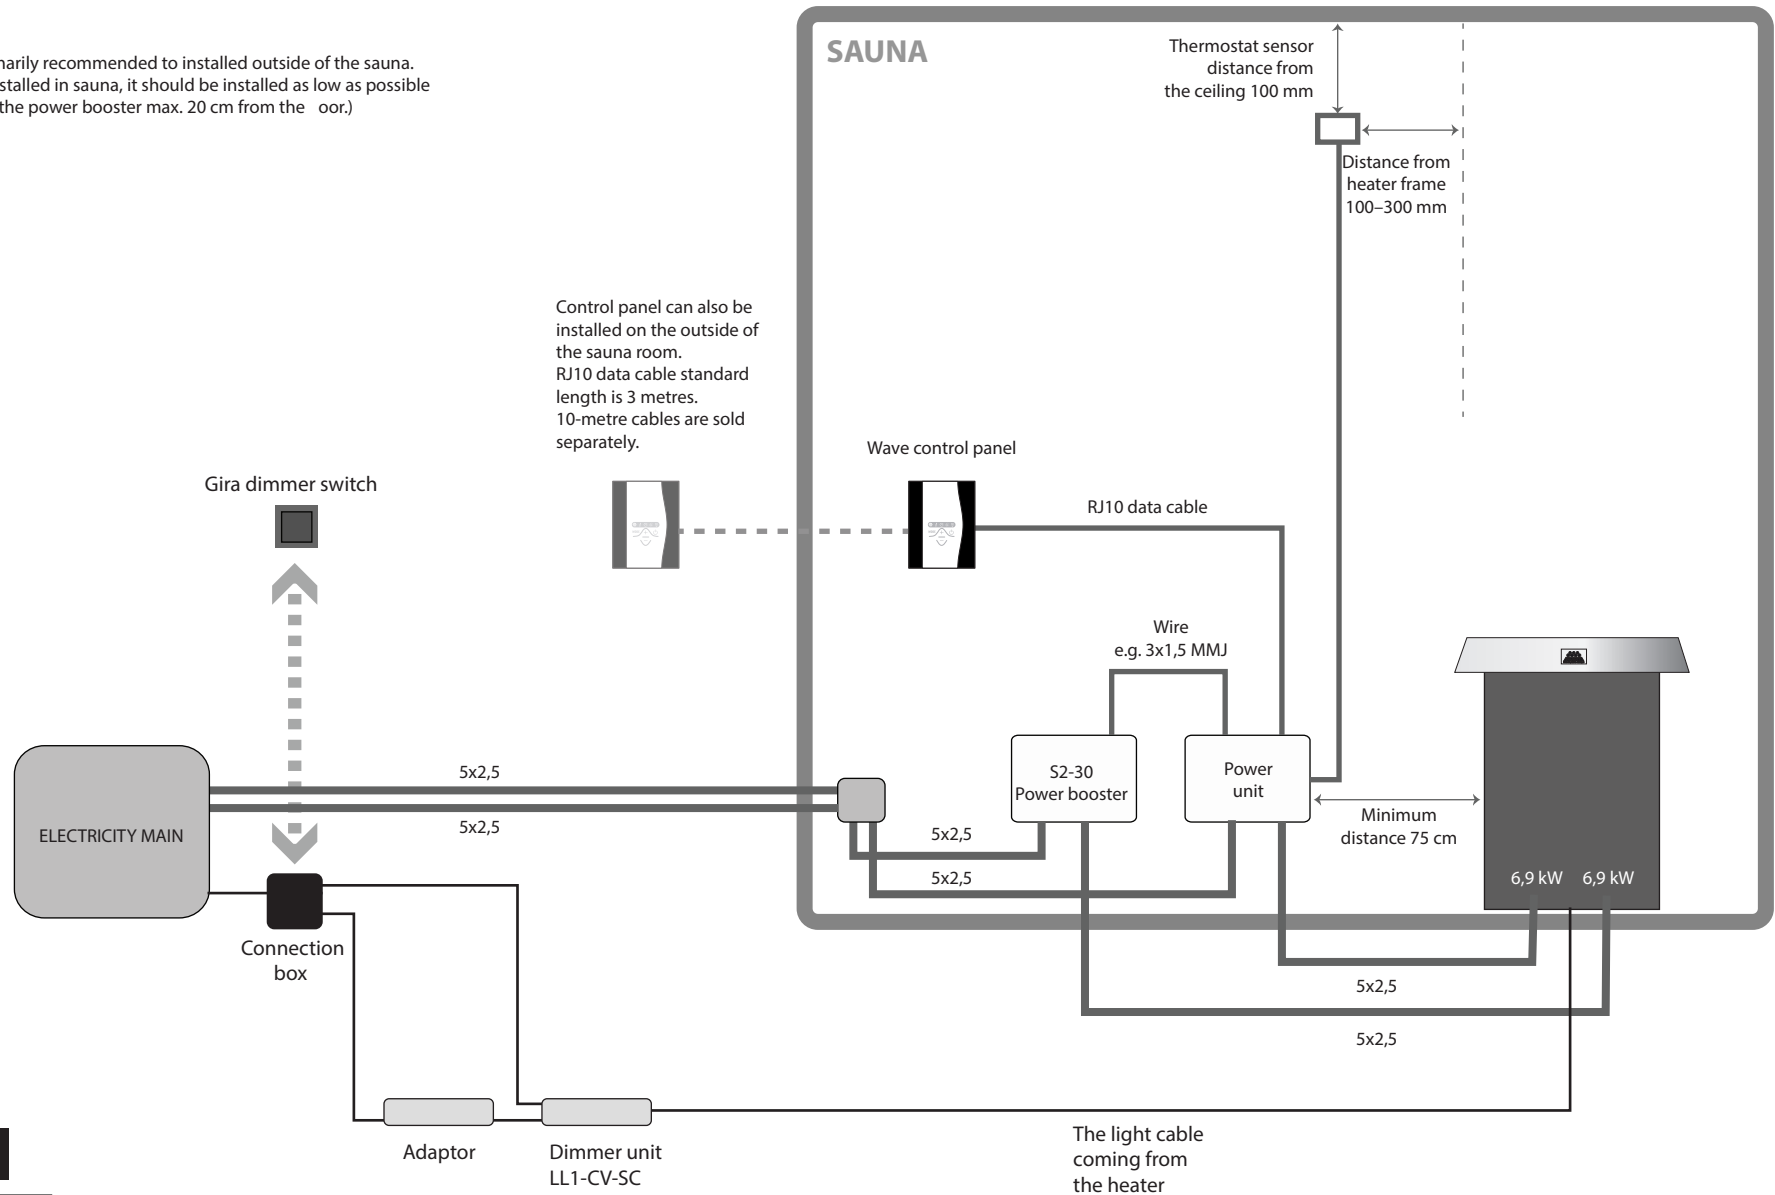 narily recommended to installed outside of the sauna.
stalled in sauna, it should be installed as low as possible
the power booster max. 20 cm from the oor.)
SAUNA
Thermostat sensor
distance from
the ceiling 100 mm
Distance from
heater frame
100–300 mm
Control panel can also be
installed on the outside of
the sauna room.
RJ10 data cable standard
length is 3 metres.
10-metre cables are sold
separately.
Wave control panel
Gira dimmer switch
RJ10 data cable
Wire
e.g. 3x1,5 MMJ
5x2,5
5x2,5
ELECTRICITY MAIN
S2-30
Power booster
Power
unit
Minimum
distance 75 cm
5x2,5
5x2,5
6,9 kW 6,9 kW
Connection
box
5x2,5
5x2,5
Adaptor
Dimmer unit
LL1-CV-SC
The light cable
coming from
the heater